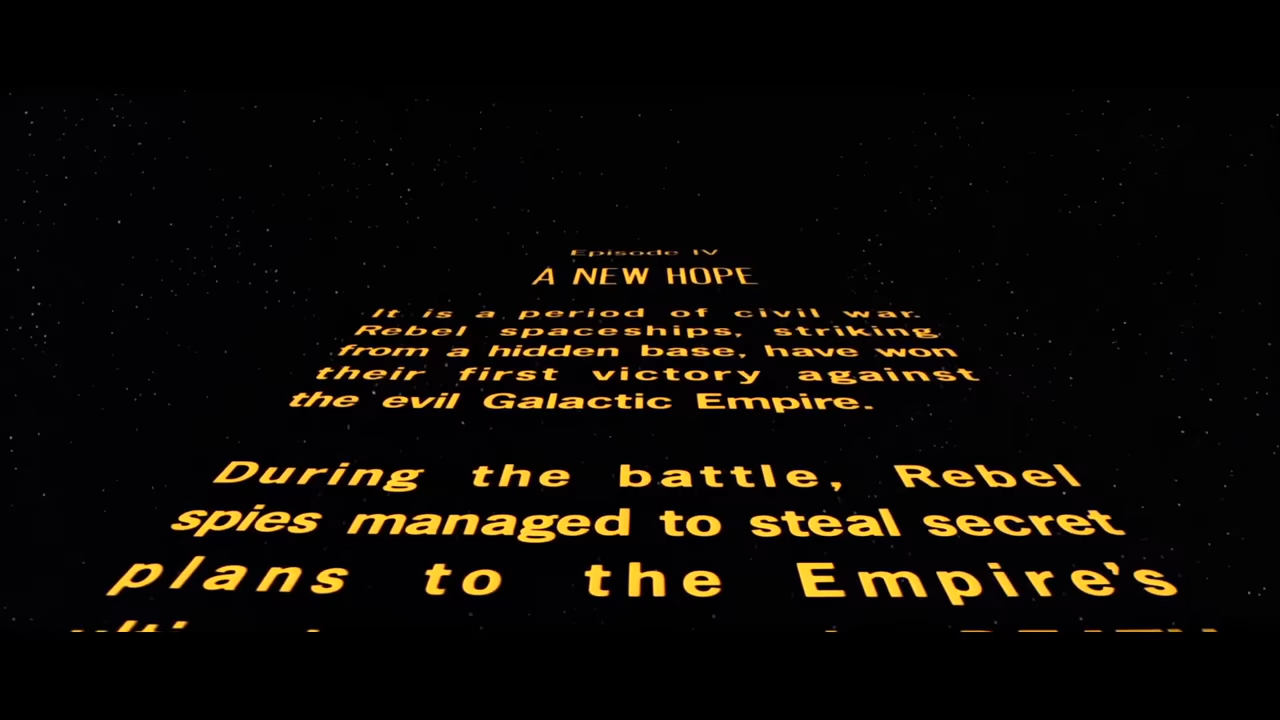 Episode IV
A NEW HOPE
It is a period of civil war.
Rebel spaceships, striking
from a hidden base, have won
their first victory against
the evil Galactic Empire.
During the battle, Rebel
spies managed to steal secret
plans to the Empire's